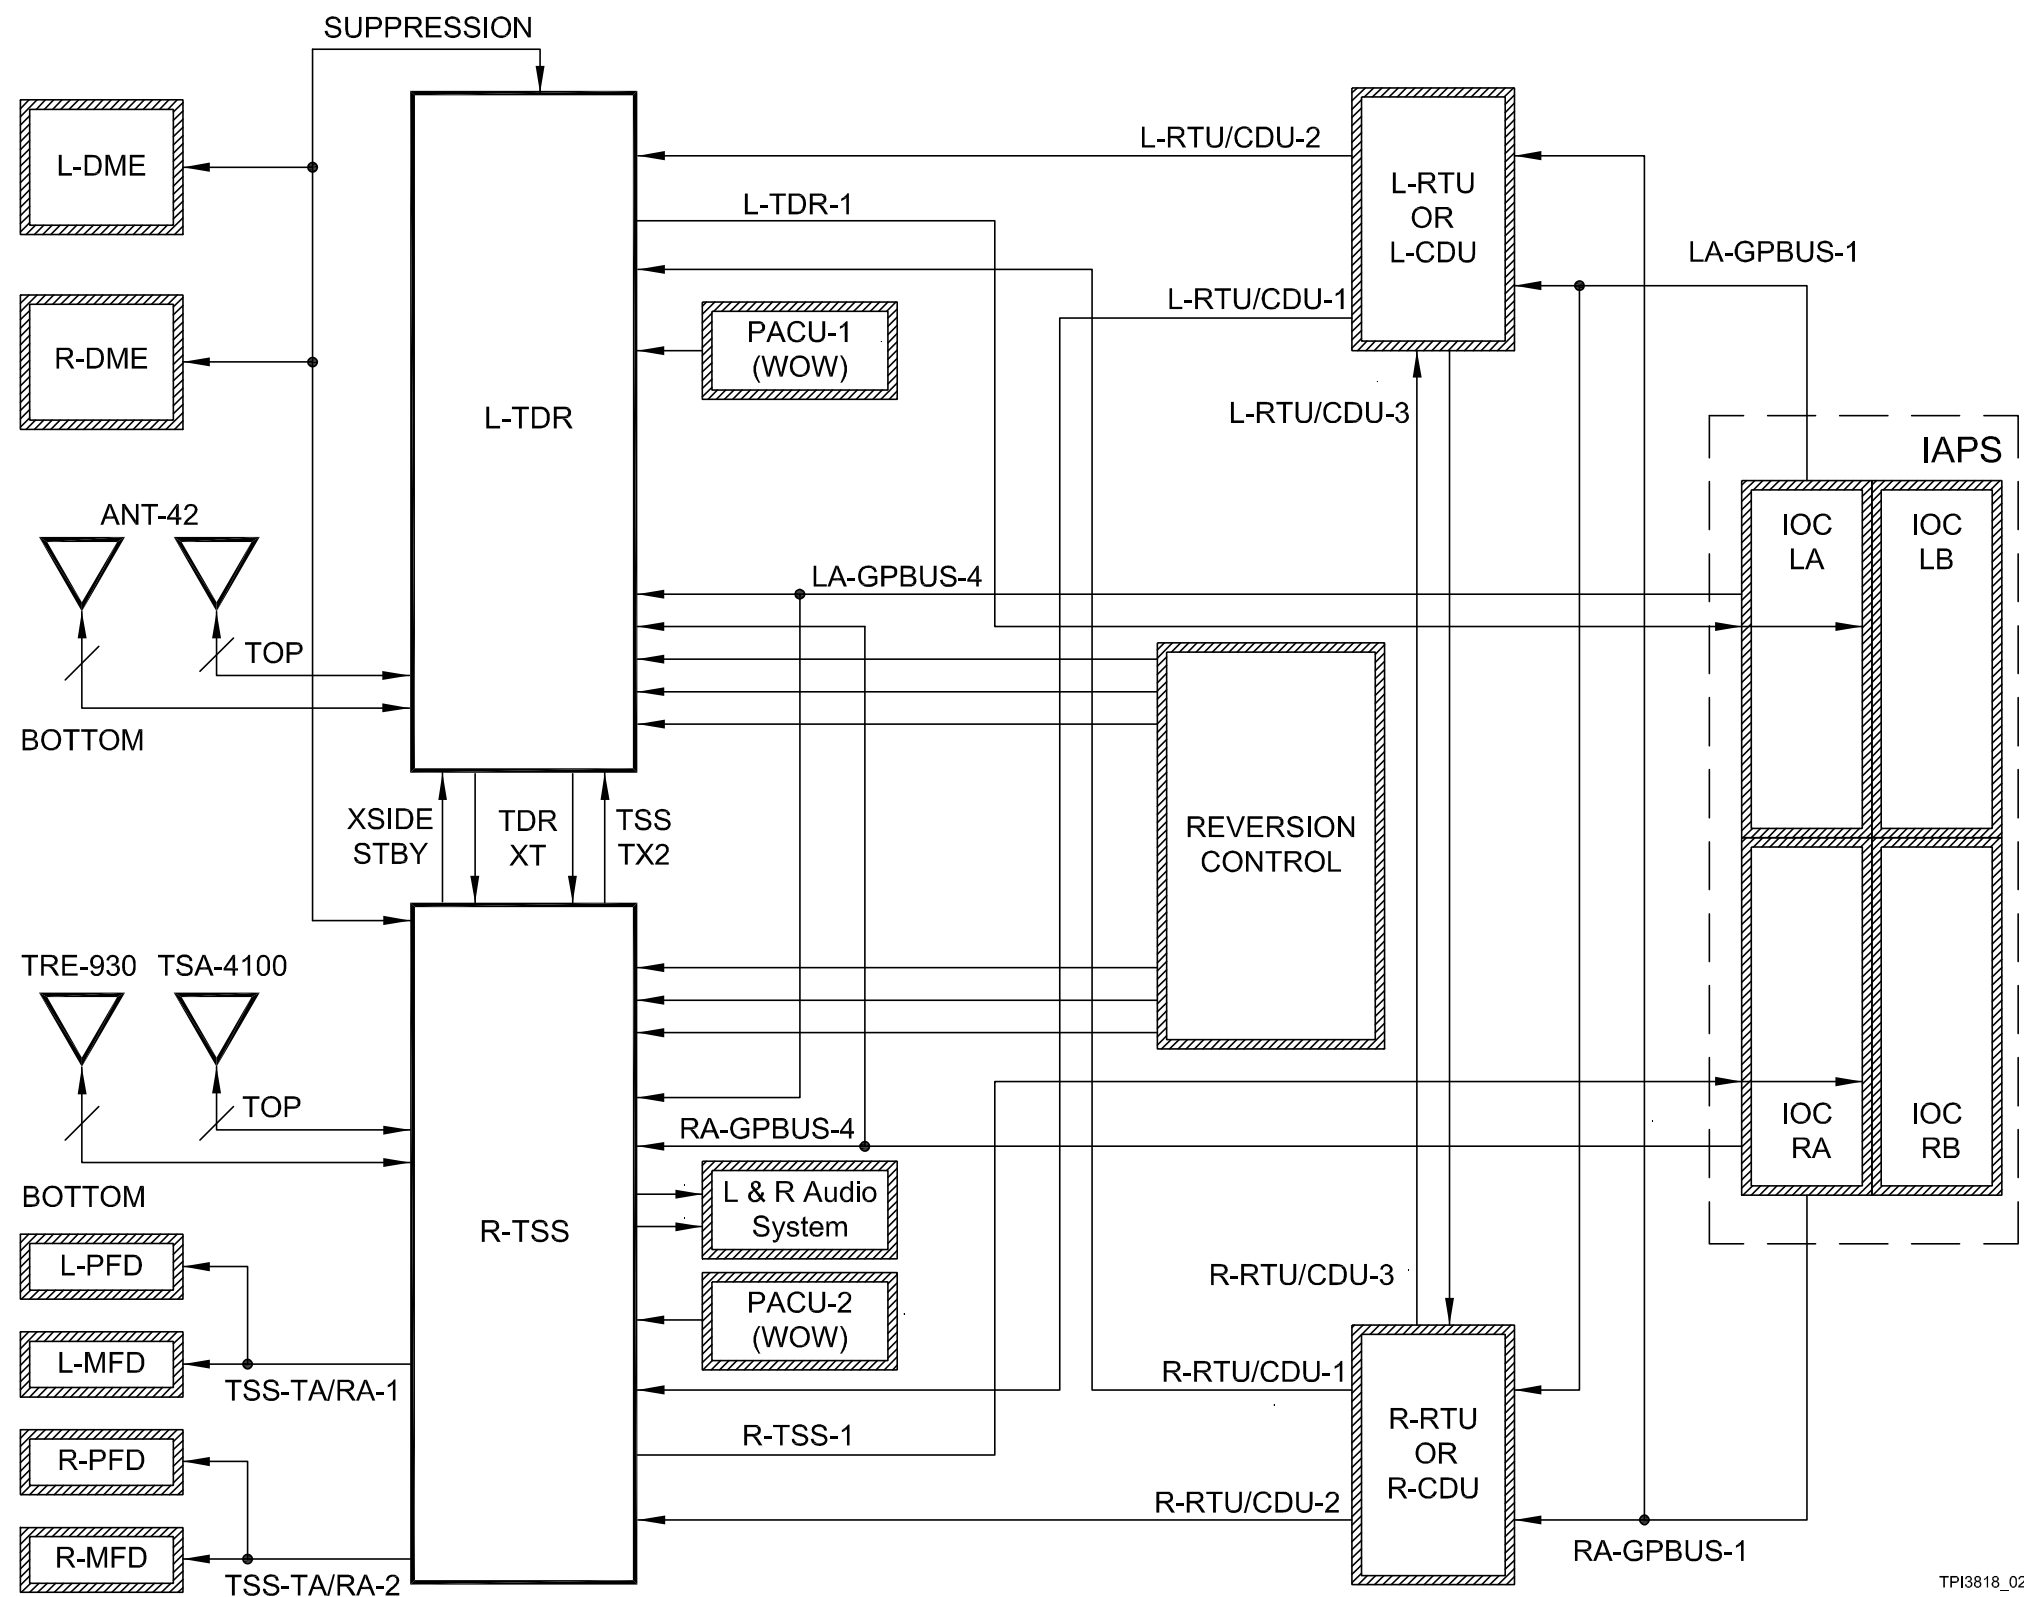 SUPPRESSION
L-DME
R-DME
ANT-42
TOP
BOTTOM
L-TDR
L-RTU/CDU-2
L-TDR-1
L-RTU/CDU-1
PACU-1
(WOW)
L-RTU
OR
L-CDU
LA-GPBUS-1
L-RTU/CDU-3
IAPS
IOC
LA
IOC
LB
LA-GPBUS-4
XSIDE
STBY
TDR
XT
TSS
TX2
REVERSION
CONTROL
TRE-930
TSA-4100
TOP
BOTTOM
IOC
RA
IOC
RB
RA-GPBUS-4
L & R Audio
System
R-TSS
PACU-2
(WOW)
R-RTU/CDU-3
L-PFD
L-MFD
TSS-TA/RA-1
R-PFD
R-MFD
TSS-TA/RA-2
R-RTU/CDU-1
R-TSS-1
R-RTU/CDU-2
R-RTU
OR
R-CDU
RA-GPBUS-1
TPI3818_02